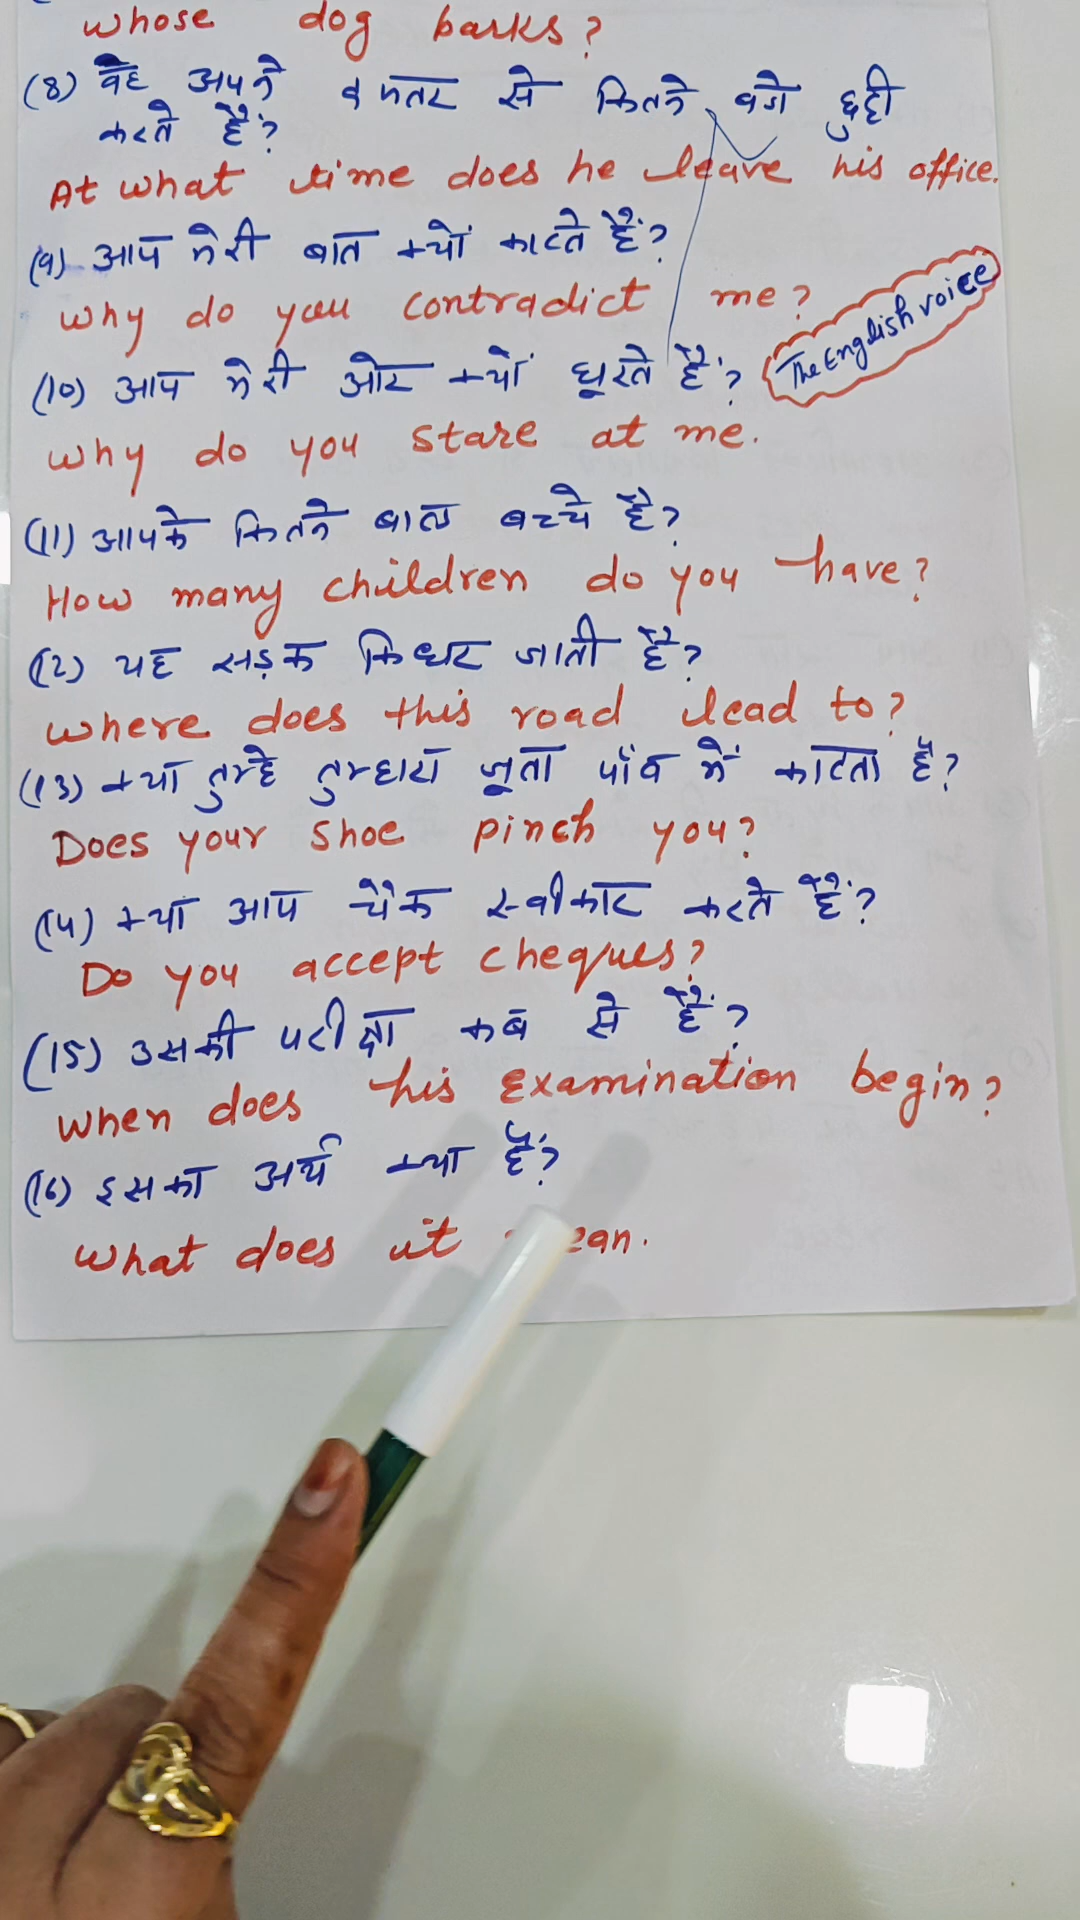 whose dog barks?
(8) वह अपने दफ्तर से कितने बजे छुट्टी
करते हैं?
At what time does he leave his office.
(9) आप मेरी बात क्यों काटते हैं?
Why do you contradict me?
The English voice
(10) आप मेरी ओर क्यों घूरते हैं?
Why do you stare at me.
(11) आपके कितने बाल बच्चे है?
How many children do you have?
(12) यह सड़क किधर जाती है?
Where does this road lead to?
(13) क्या तुम्हे तुम्हारा जूता पाँव में काटता है?
Does your shoe pinch you?
(14) क्या आप चैक स्वीकार करते हैं?
Do you accept cheques?
(15) उसकी परीक्षा कब से हैं?
When does his Examination begin?
(16) इसका अर्थ क्या हैं?
What does it